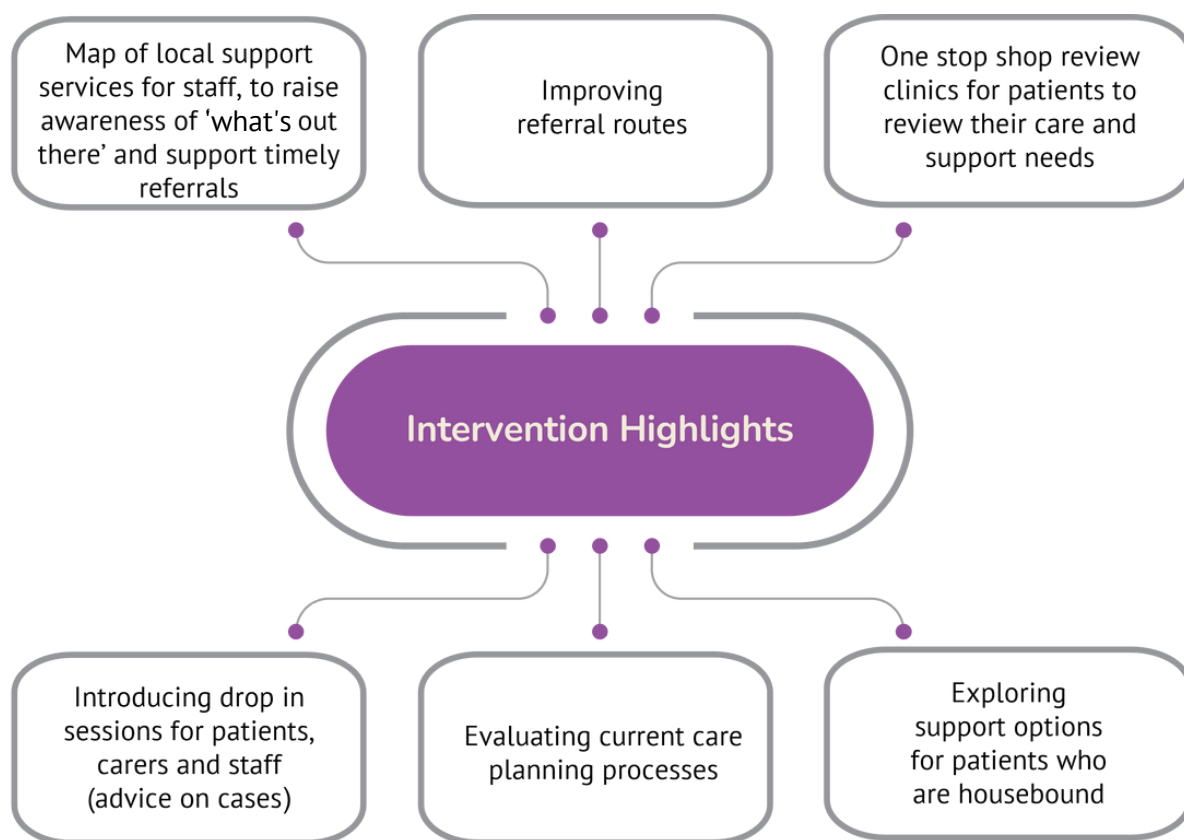 Map of local support
services for staff, to raise
awareness of ‘what's out
there’ and support timely
referrals
Improving
referral routes
One stop shop review
clinics for patients to
review their care and
support needs
Intervention Highlights
Introducing drop in
sessions for patients,
carers and staff
(advice on cases)
Evaluating current care
planning processes
Exploring
support options
for patients who
are housebound